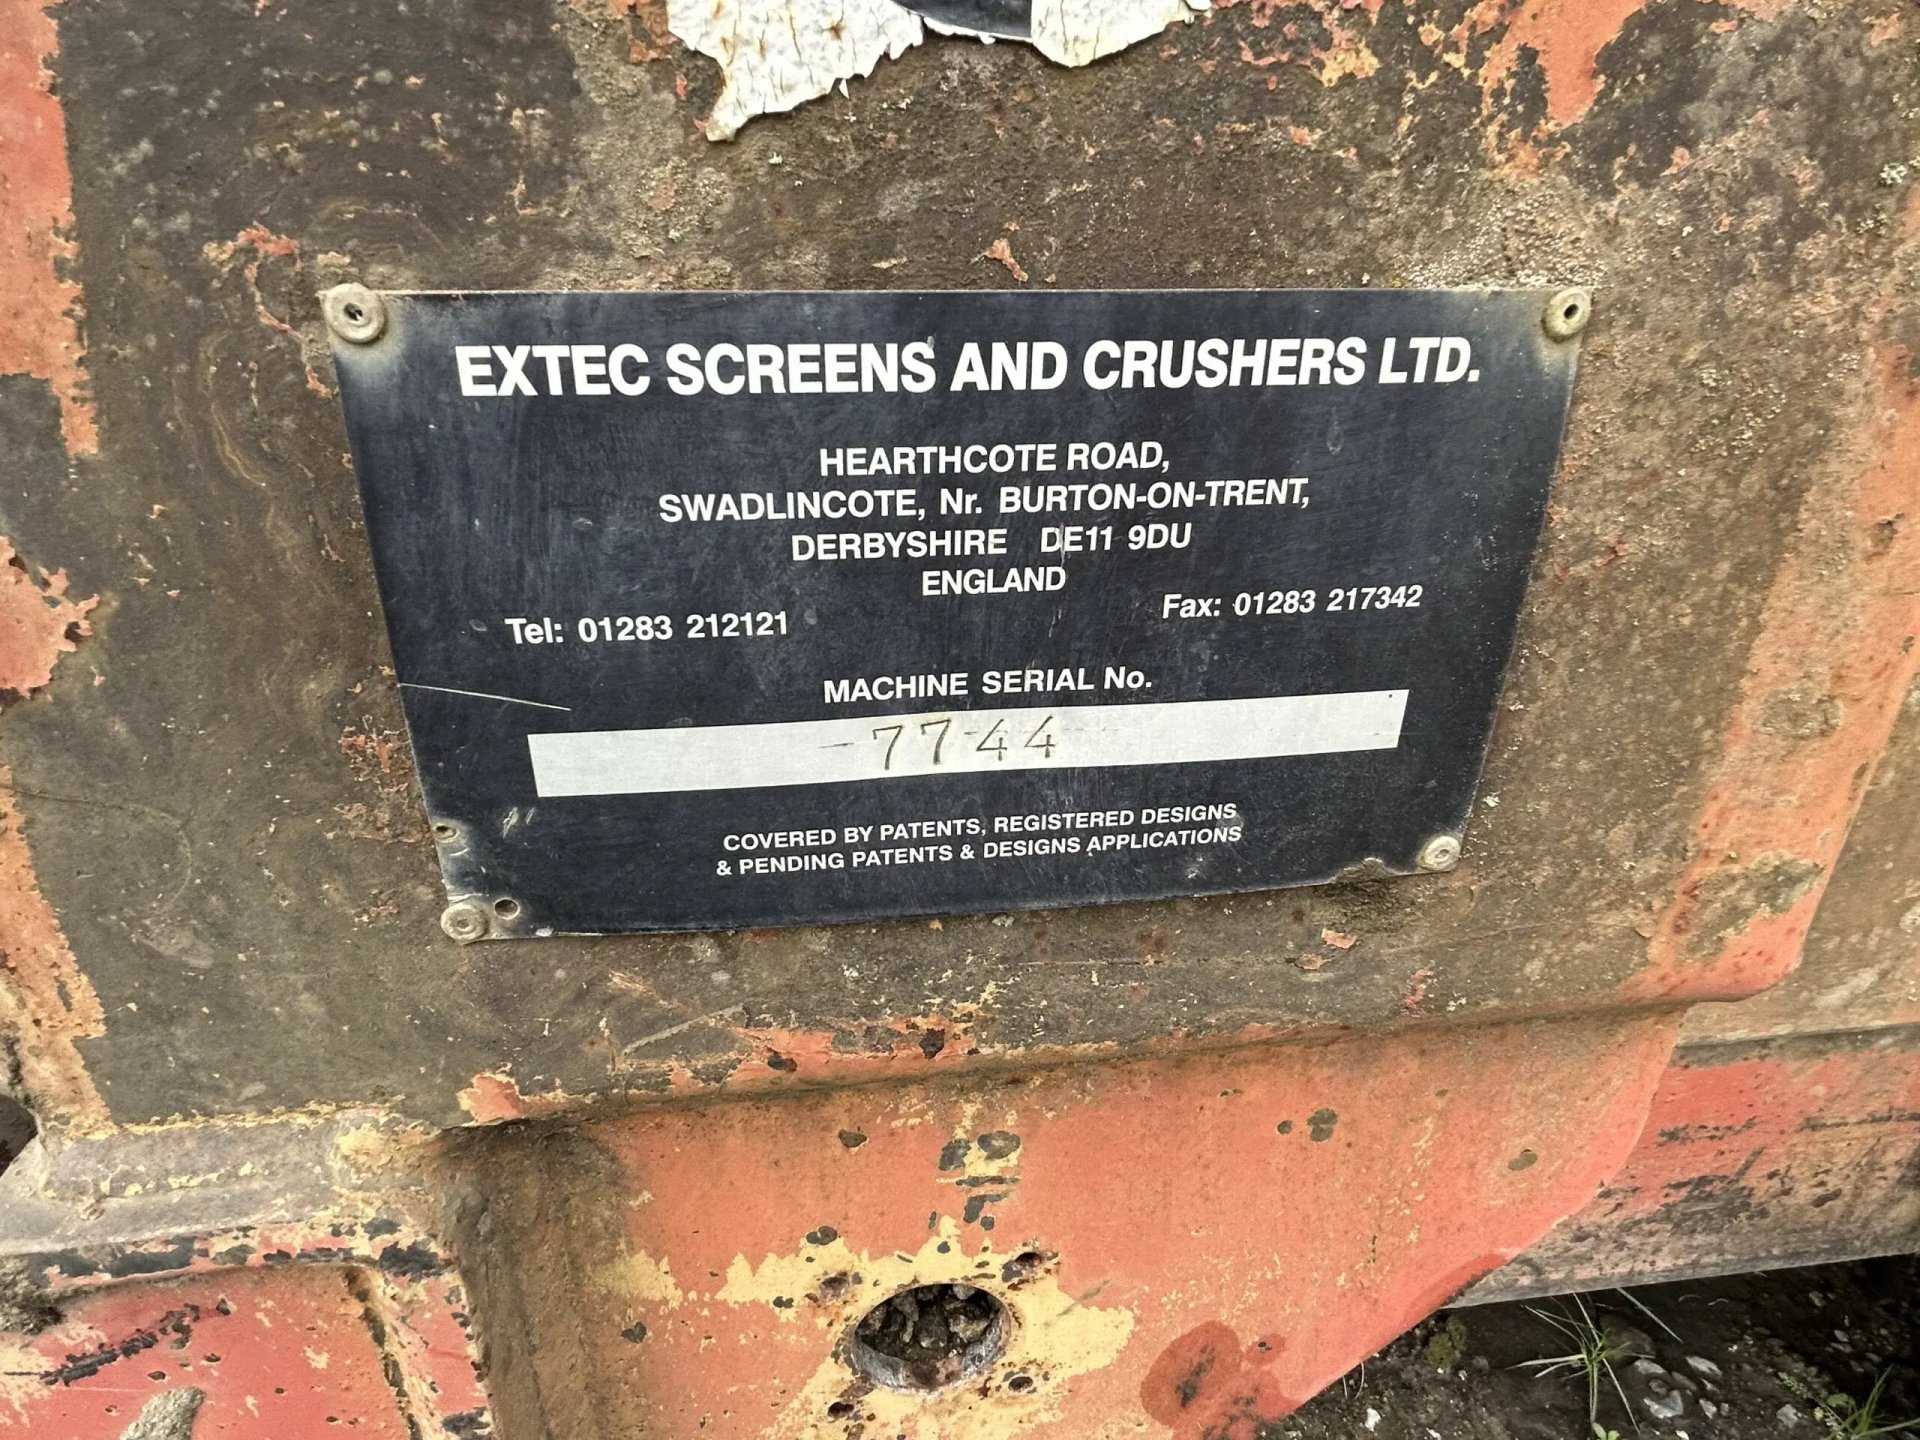 EXTEC SCREENS AND CRUSHERS LTD.
HEARTHCOTE ROAD,
SWADLINCOTE, Nr. BURTON-ON-TRENT,
DERBYSHIRE DE11 9DU
ENGLAND
Tel: 01283 212121 Fax: 01283 217342
MACHINE SERIAL No.
7744
COVERED BY PATENTS, REGISTERED DESIGNS
& PENDING PATENTS & DESIGNS APPLICATIONS